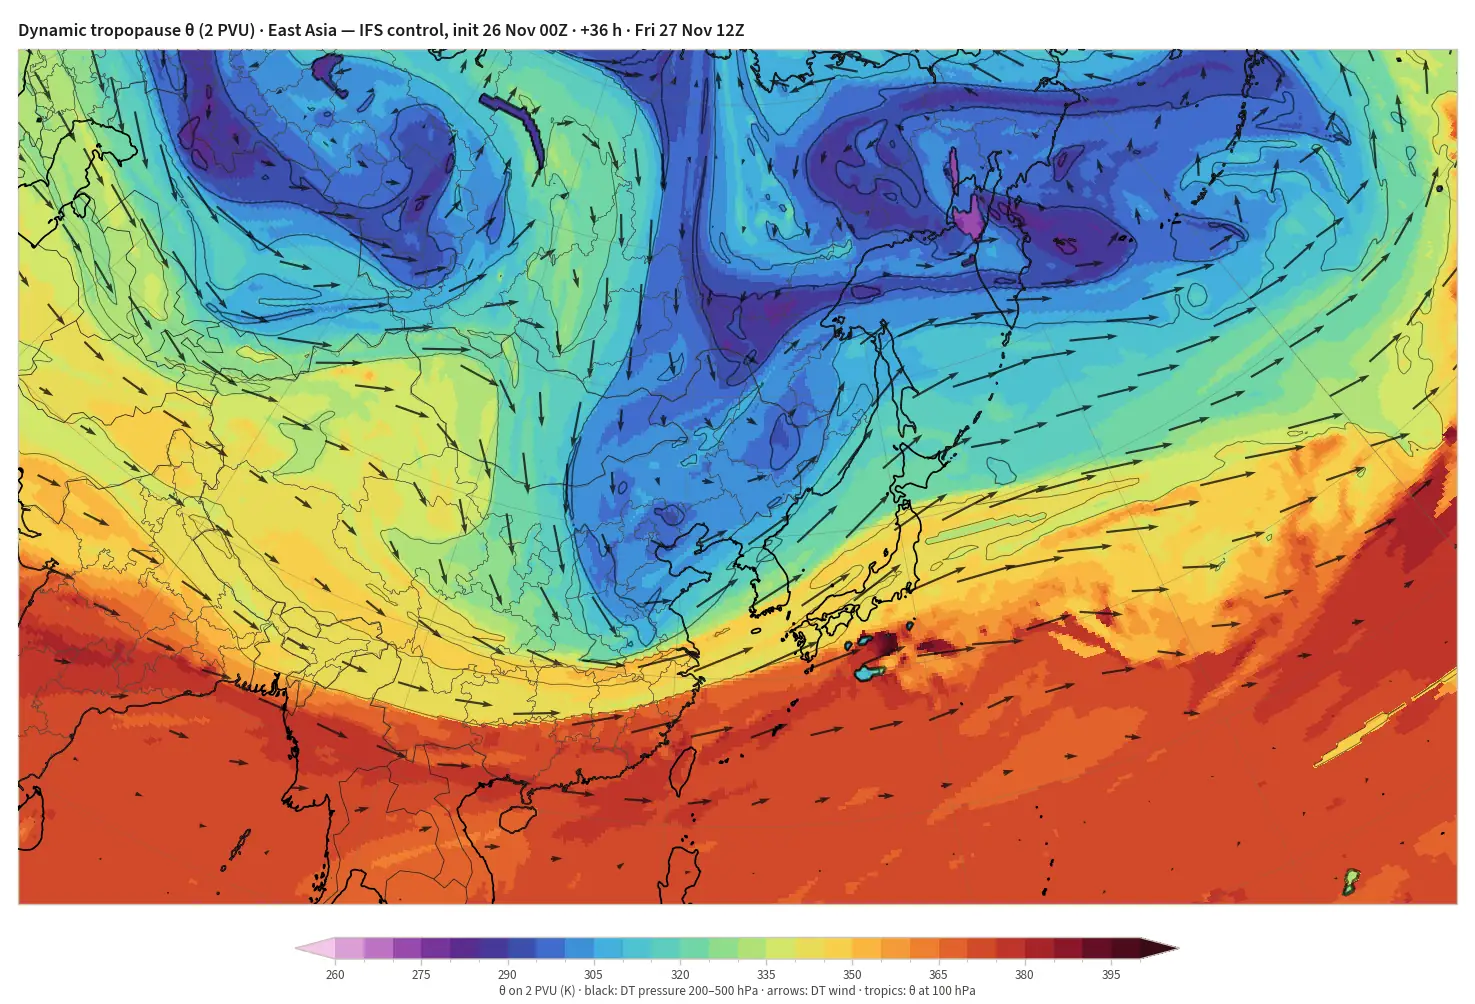 Dynamic tropopause θ (2 PVU) · East Asia — IFS control, init 26 Nov 00Z · +36 h · Fri 27 Nov 12Z
260 275 290 305 320 335 350 365 380 395
θ on 2 PVU (K) · black: DT pressure 200–500 hPa · arrows: DT wind · tropics: θ at 100 hPa